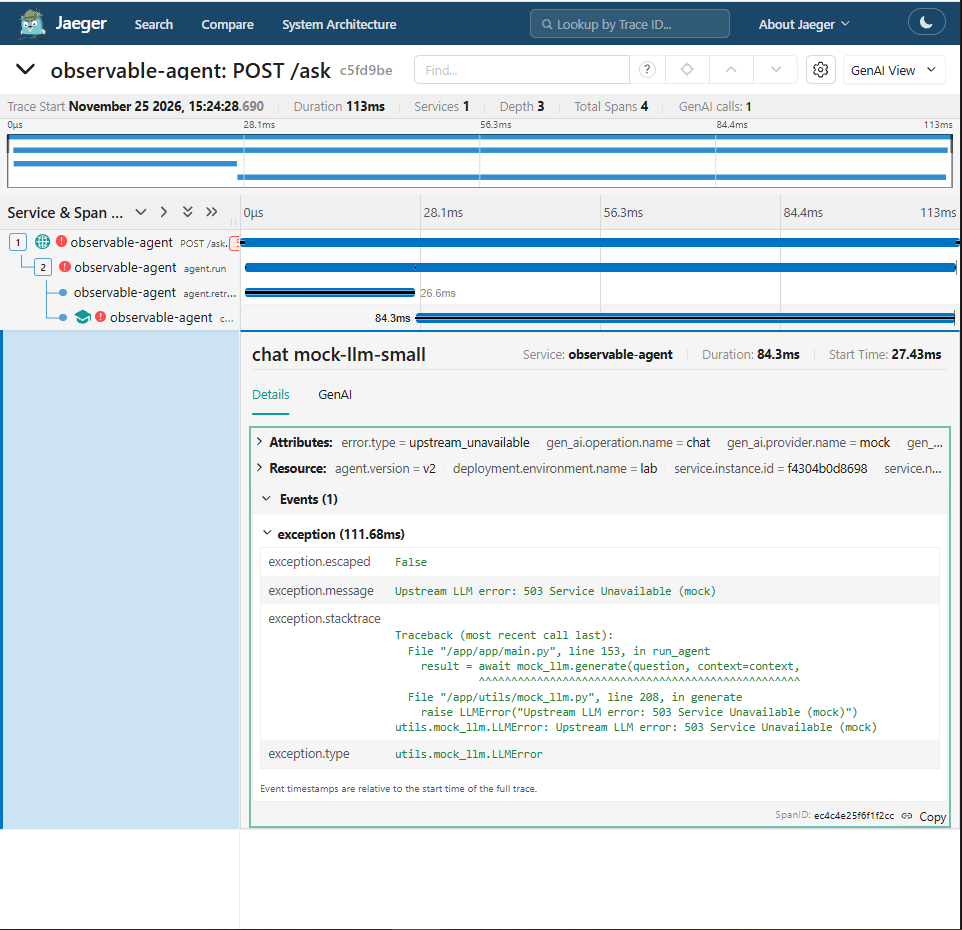 Jaeger Search Compare System Architecture Lookup by Trace ID... About Jaeger
observable-agent: POST /ask c5fd9be Find... ? GenAI View
Trace Start November 25 2026, 15:24:28.690 Duration 113ms Services 1 Depth 3 Total Spans 4 GenAI calls: 1
0μs 28.1ms 56.3ms 84.4ms 113ms
Service & Span ... 0μs 28.1ms 56.3ms 84.4ms 113ms
1 observable-agent POST /ask.
2 observable-agent agent.run
observable-agent agent.retr... 26.6ms
observable-agent c... 84.3ms
chat mock-llm-small Service: observable-agent Duration: 84.3ms Start Time: 27.43ms
Details GenAI
Attributes: error.type = upstream_unavailable gen_ai.operation.name = chat gen_ai.provider.name = mock gen_...
Resource: agent.version = v2 deployment.environment.name = lab service.instance.id = f4304b0d8698 service.n...
Events (1)
exception (111.68ms)
exception.escaped False
exception.message Upstream LLM error: 503 Service Unavailable (mock)
exception.stacktrace
Traceback (most recent call last):
File "/app/app/main.py", line 153, in run_agent
result = await mock_llm.generate(question, context=context,
^^^^^^^^^^^^^^^^^^^^^^^^^^^^^^^^^^^^^^^^^^^^^^^^^^
File "/app/utils/mock_llm.py", line 208, in generate
raise LLMError("Upstream LLM error: 503 Service Unavailable (mock)")
utils.mock_llm.LLMError: Upstream LLM error: 503 Service Unavailable (mock)
exception.type utils.mock_llm.LLMError
Event timestamps are relative to the start time of the full trace.
SpanID: ec4c4e25f6f1f2cc Copy